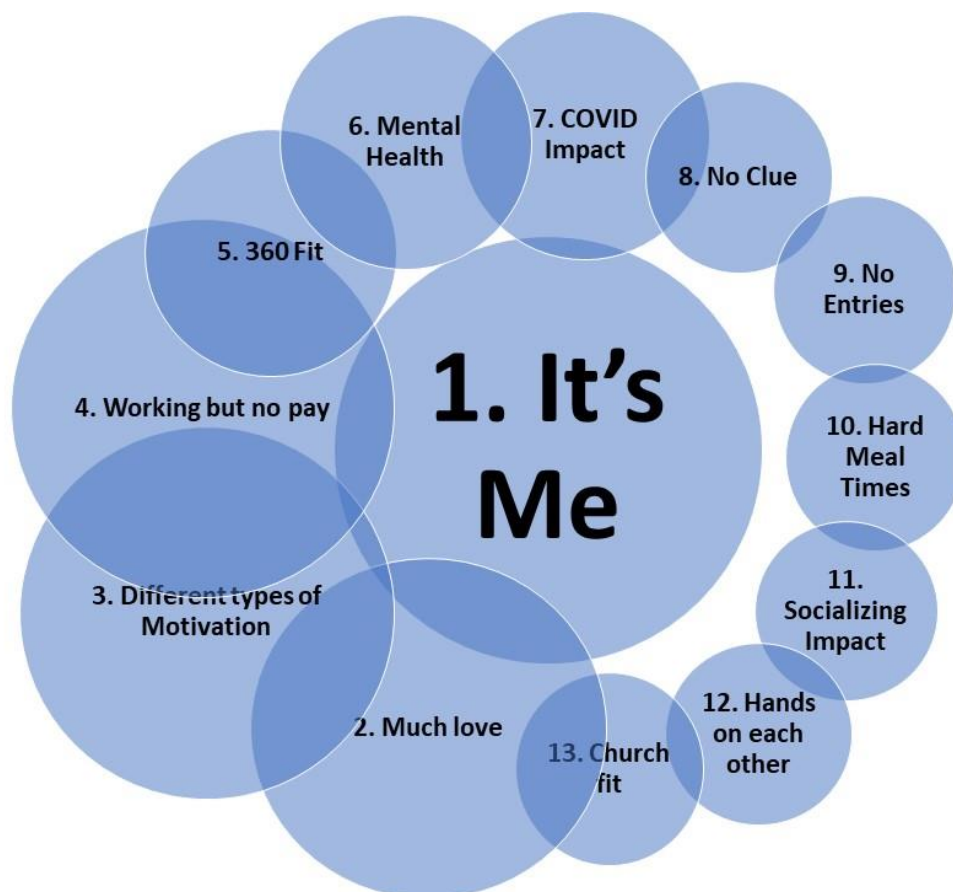 1. It’s
Me
2. Much love
3. Different types of
Motivation
4. Working but no pay
5. 360 Fit
6. Mental
Health
7. COVID
Impact
8. No Clue
9. No
Entries
10. Hard
Meal
Times
11.
Socializing
Impact
12. Hands
on each
other
13. Church
fit